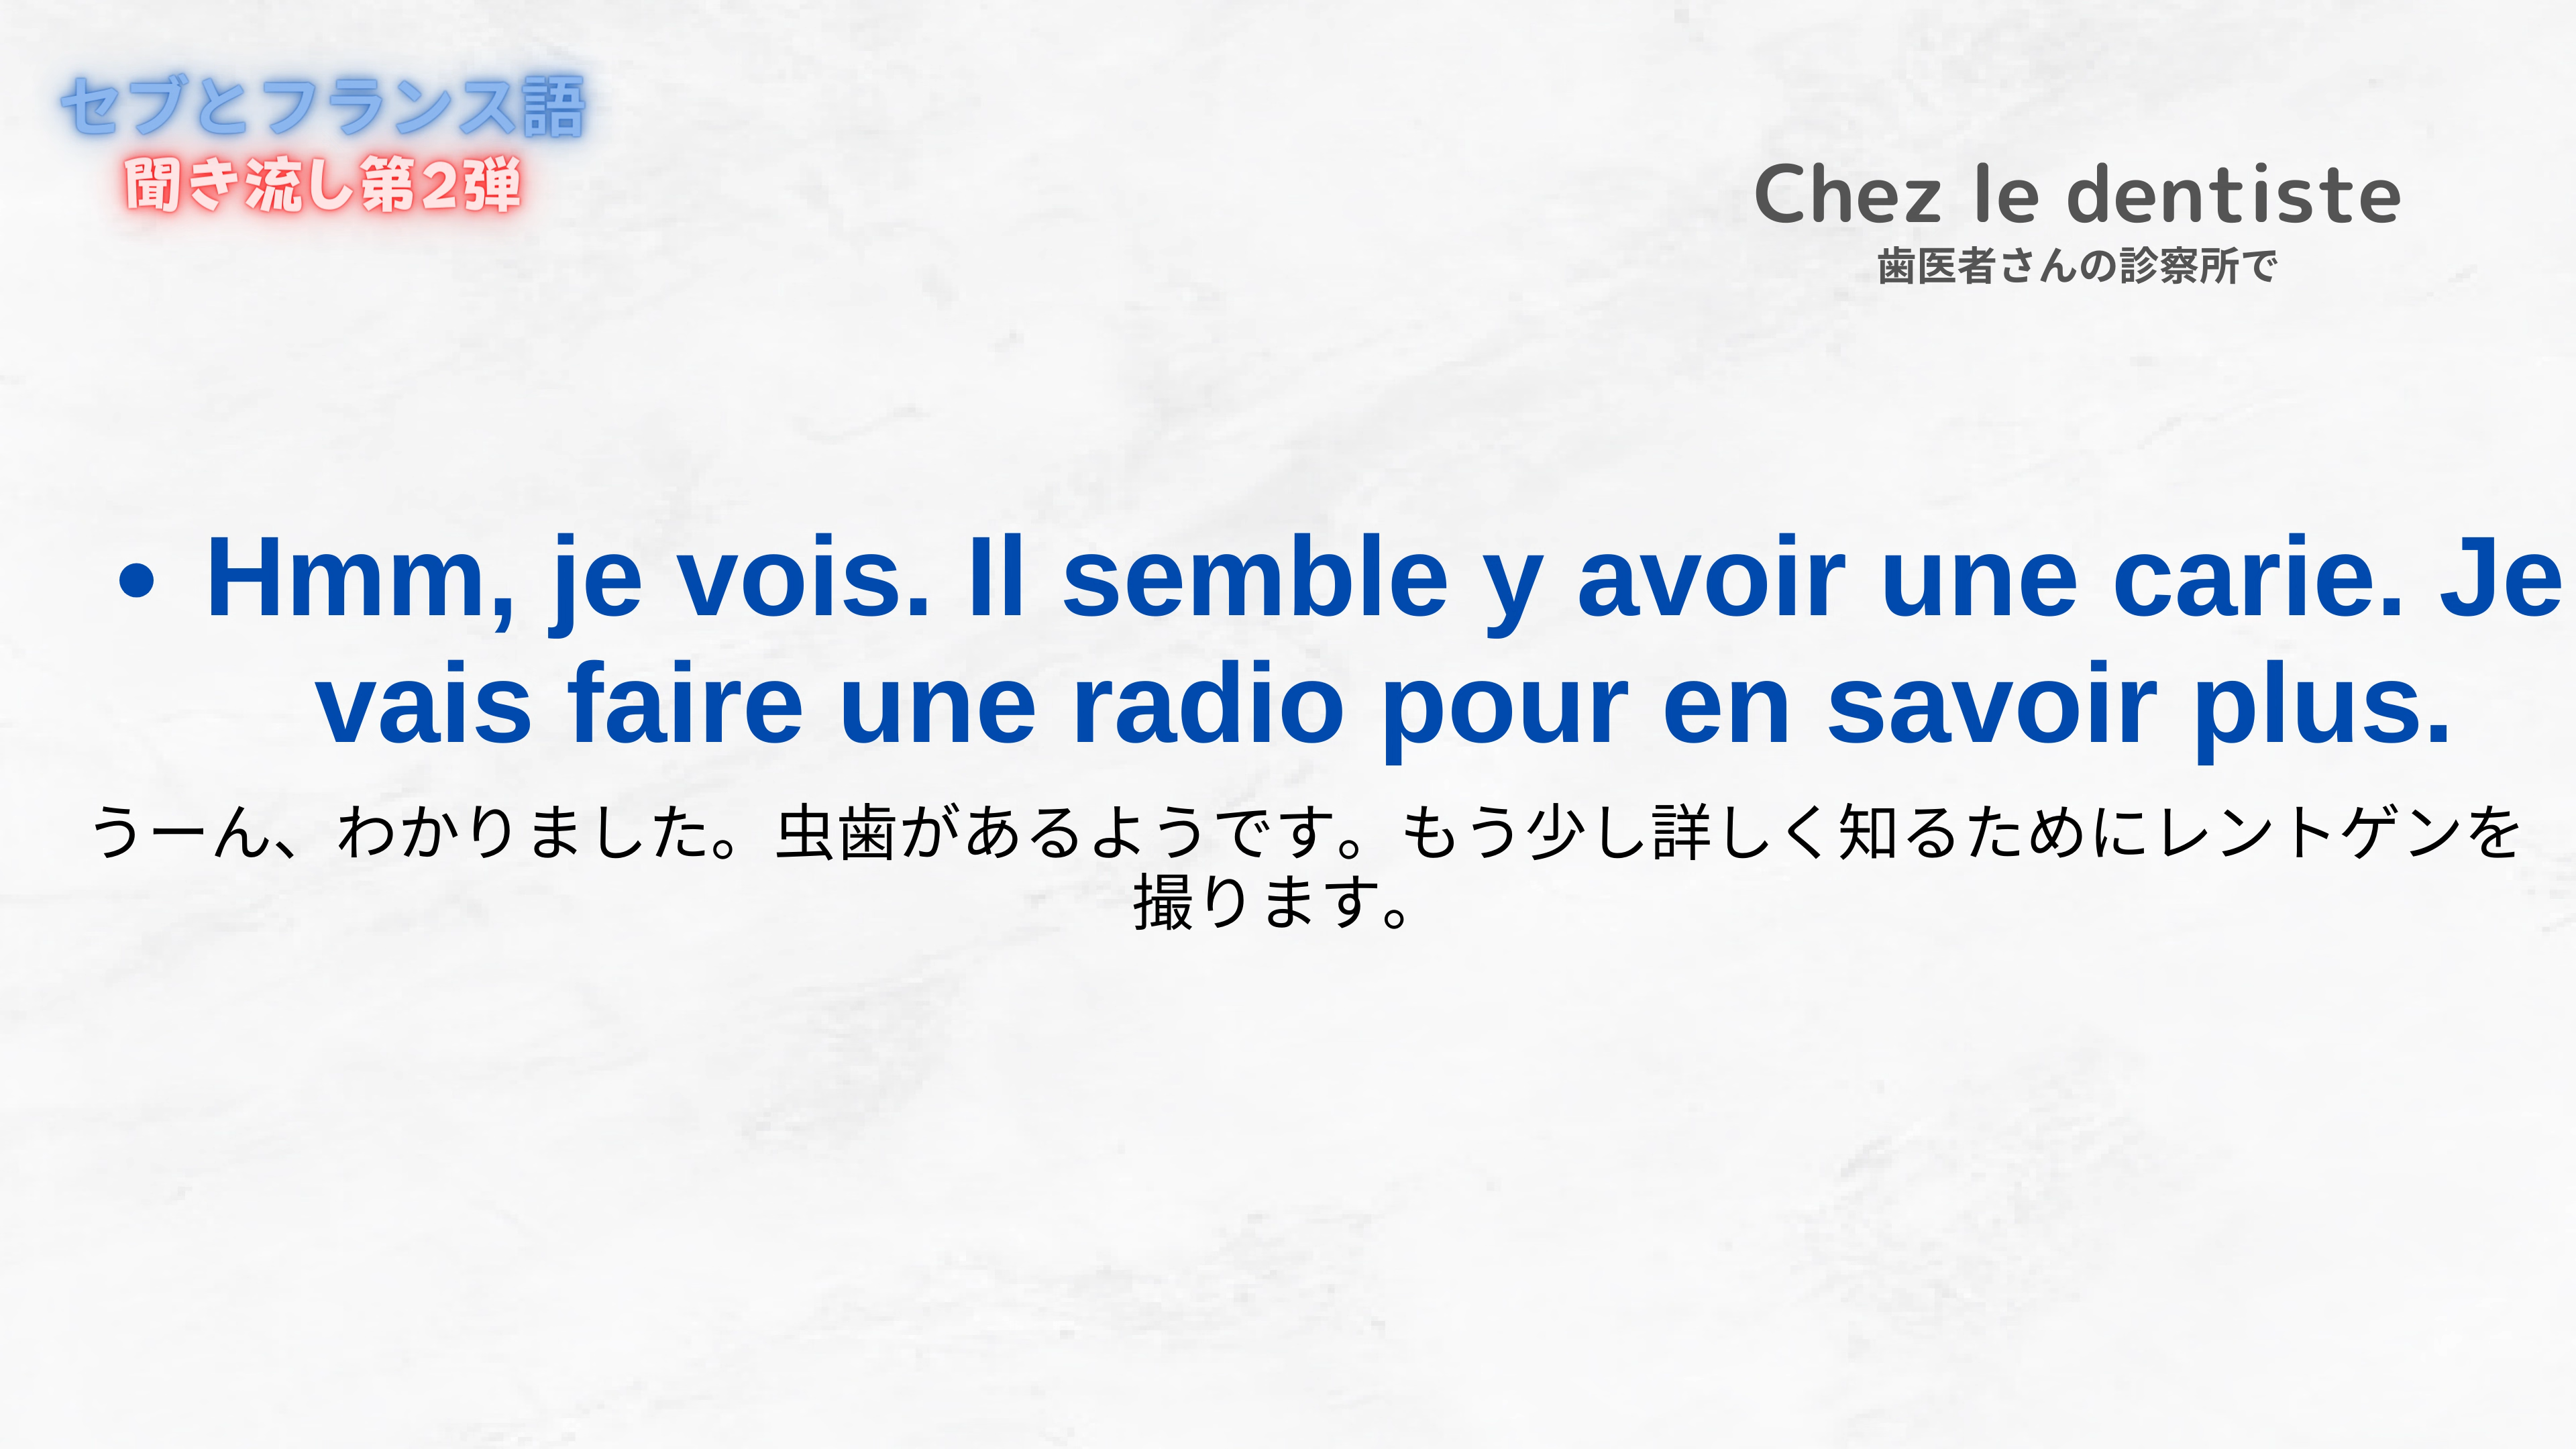 セブとフランス語
聞き流し第2弾
Chez le dentiste
歯医者さんの診察所で
• Hmm, je vois. Il semble y avoir une carie. Je
vais faire une radio pour en savoir plus.
うーん、わかりました。虫歯があるようです。もう少し詳しく知るためにレントゲンを
撮ります。